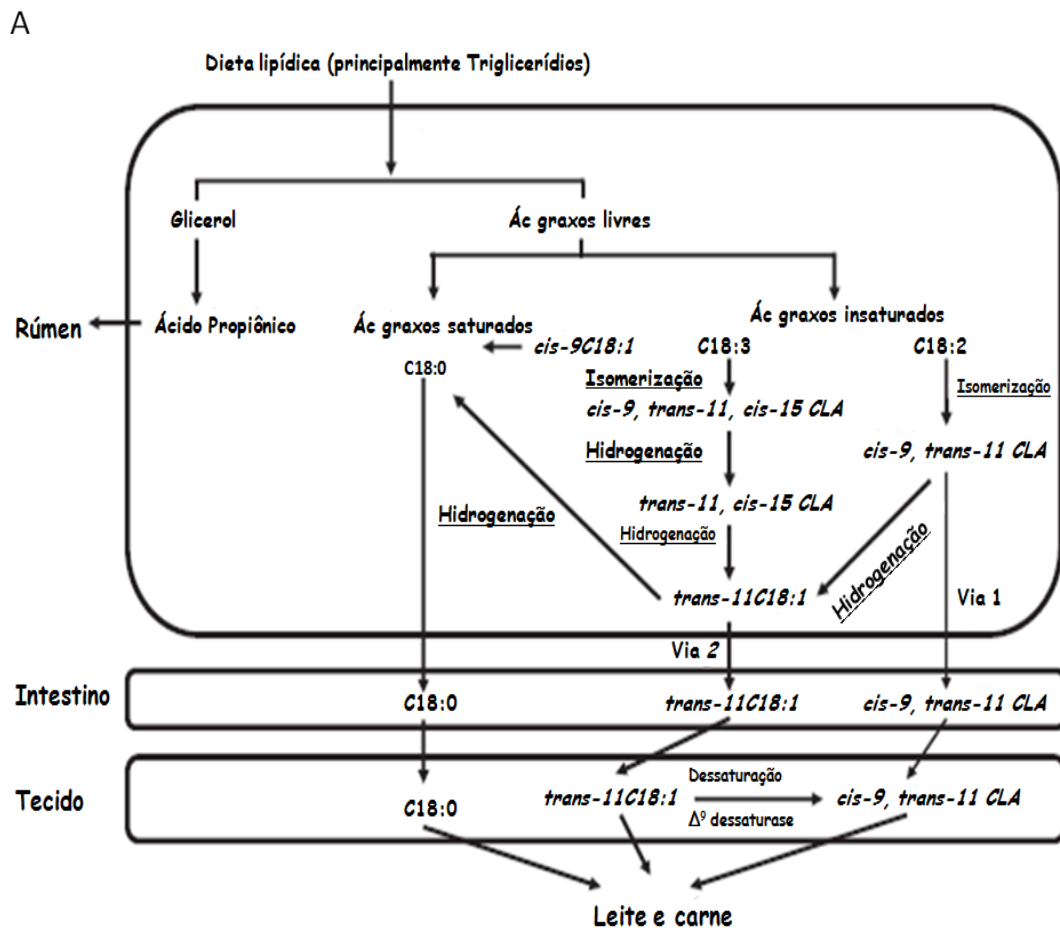 A
Dieta lipídica (principalmente Triglicerídios)
Glicerol
Ác graxos livres
Rúmen
Ácido Propiônico
Ác graxos saturados
Ác graxos insaturados
cis-9C18:1
C18:3
C18:2
C18:0
Isomerização
Isomerização
cis-9, trans-11, cis-15 CLA
Hidrogenação
cis-9, trans-11 CLA
trans-11, cis-15 CLA
Hidrogenação
Hidrogenação
Hidrogenação
trans-11C18:1
Via 1
Via 2
Intestino
C18:0
trans-11C18:1
cis-9, trans-11 CLA
Tecido
C18:0
trans-11C18:1
Dessaturação
Δ⁹ dessaturase
cis-9, trans-11 CLA
Leite e carne